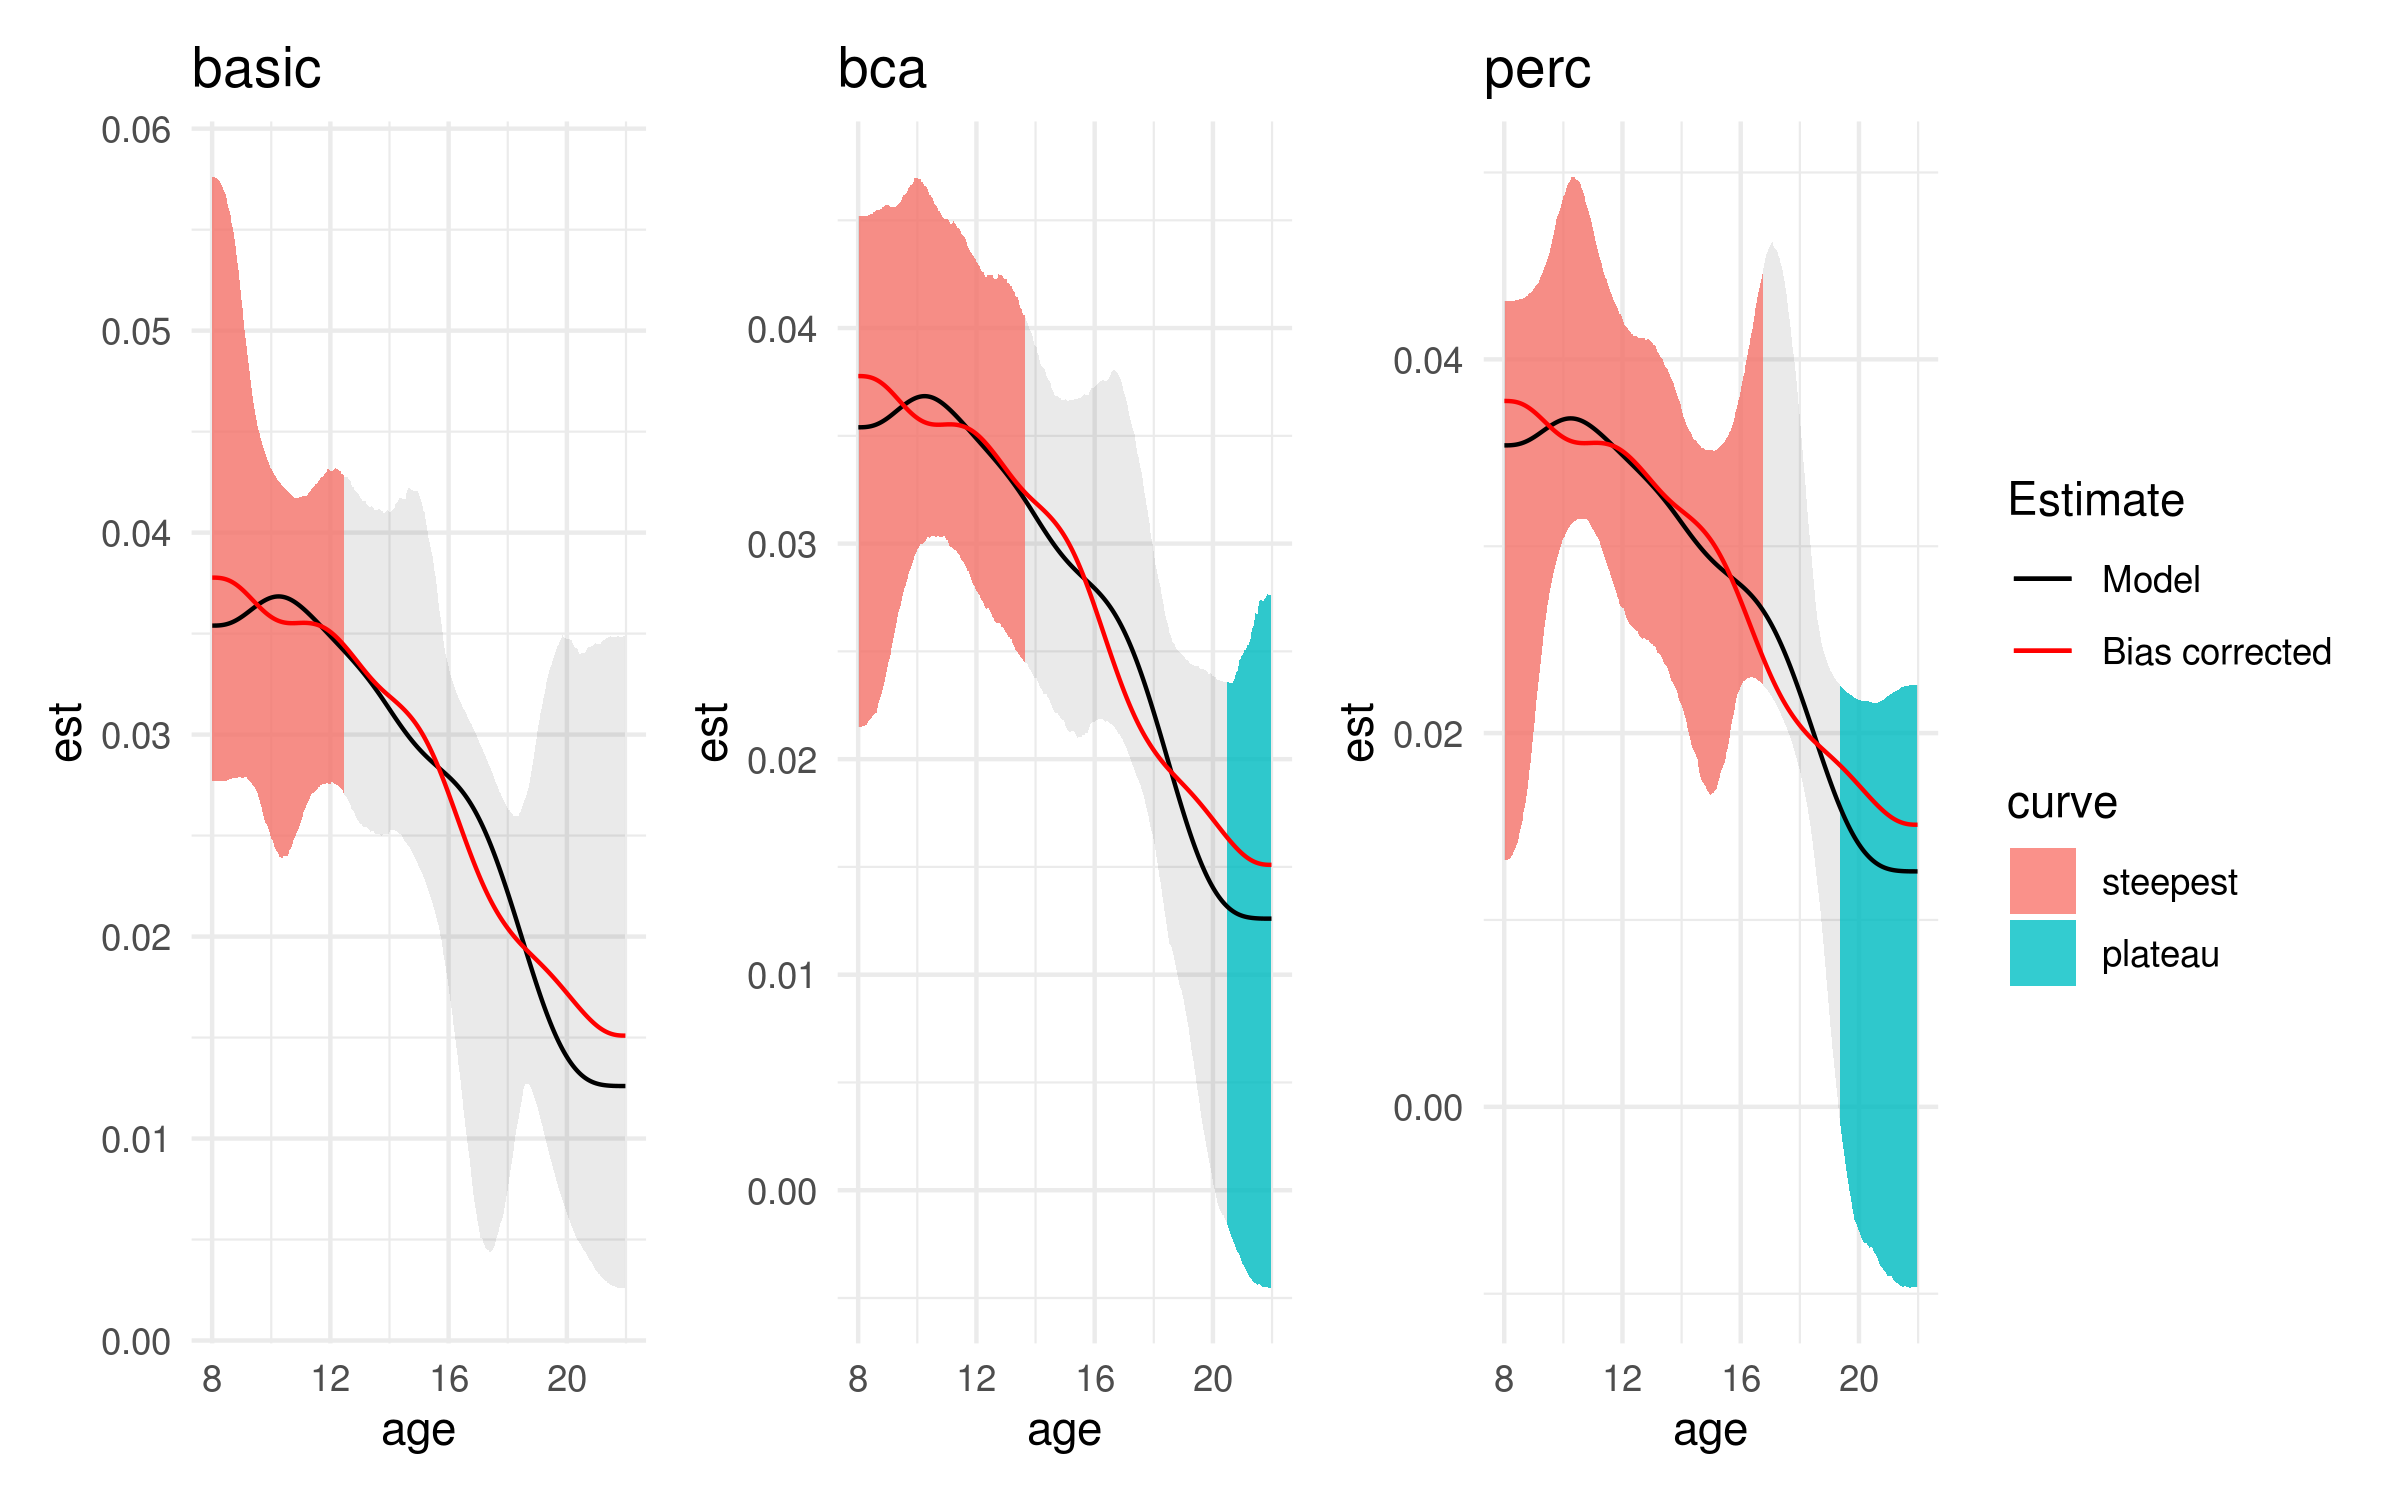 basic
bca
perc
0.06
0.05
0.04
0.03
0.02
0.01
0.00
est
8 12 16 20
age
0.04
0.03
0.02
0.01
0.00
est
8 12 16 20
age
0.04
0.02
0.00
est
8 12 16 20
age
Estimate
Model
Bias corrected
curve
steepest
plateau